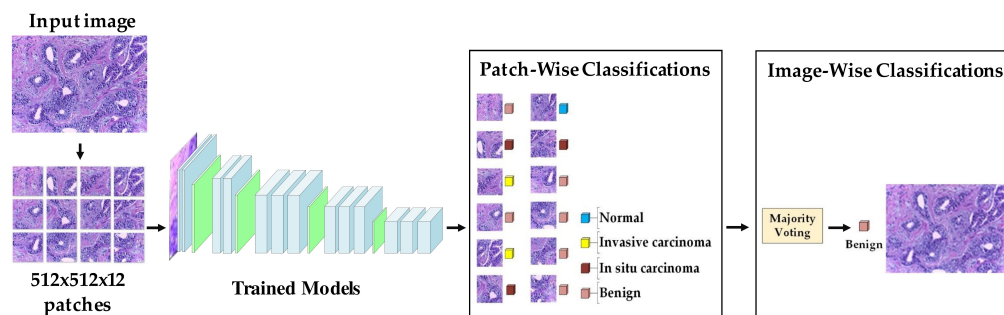 Input image
512x512x12
patches
Trained Models
Patch-Wise Classifications
Normal
Invasive carcinoma
In situ carcinoma
Benign
Image-Wise Classifications
Majority
Voting
Benign